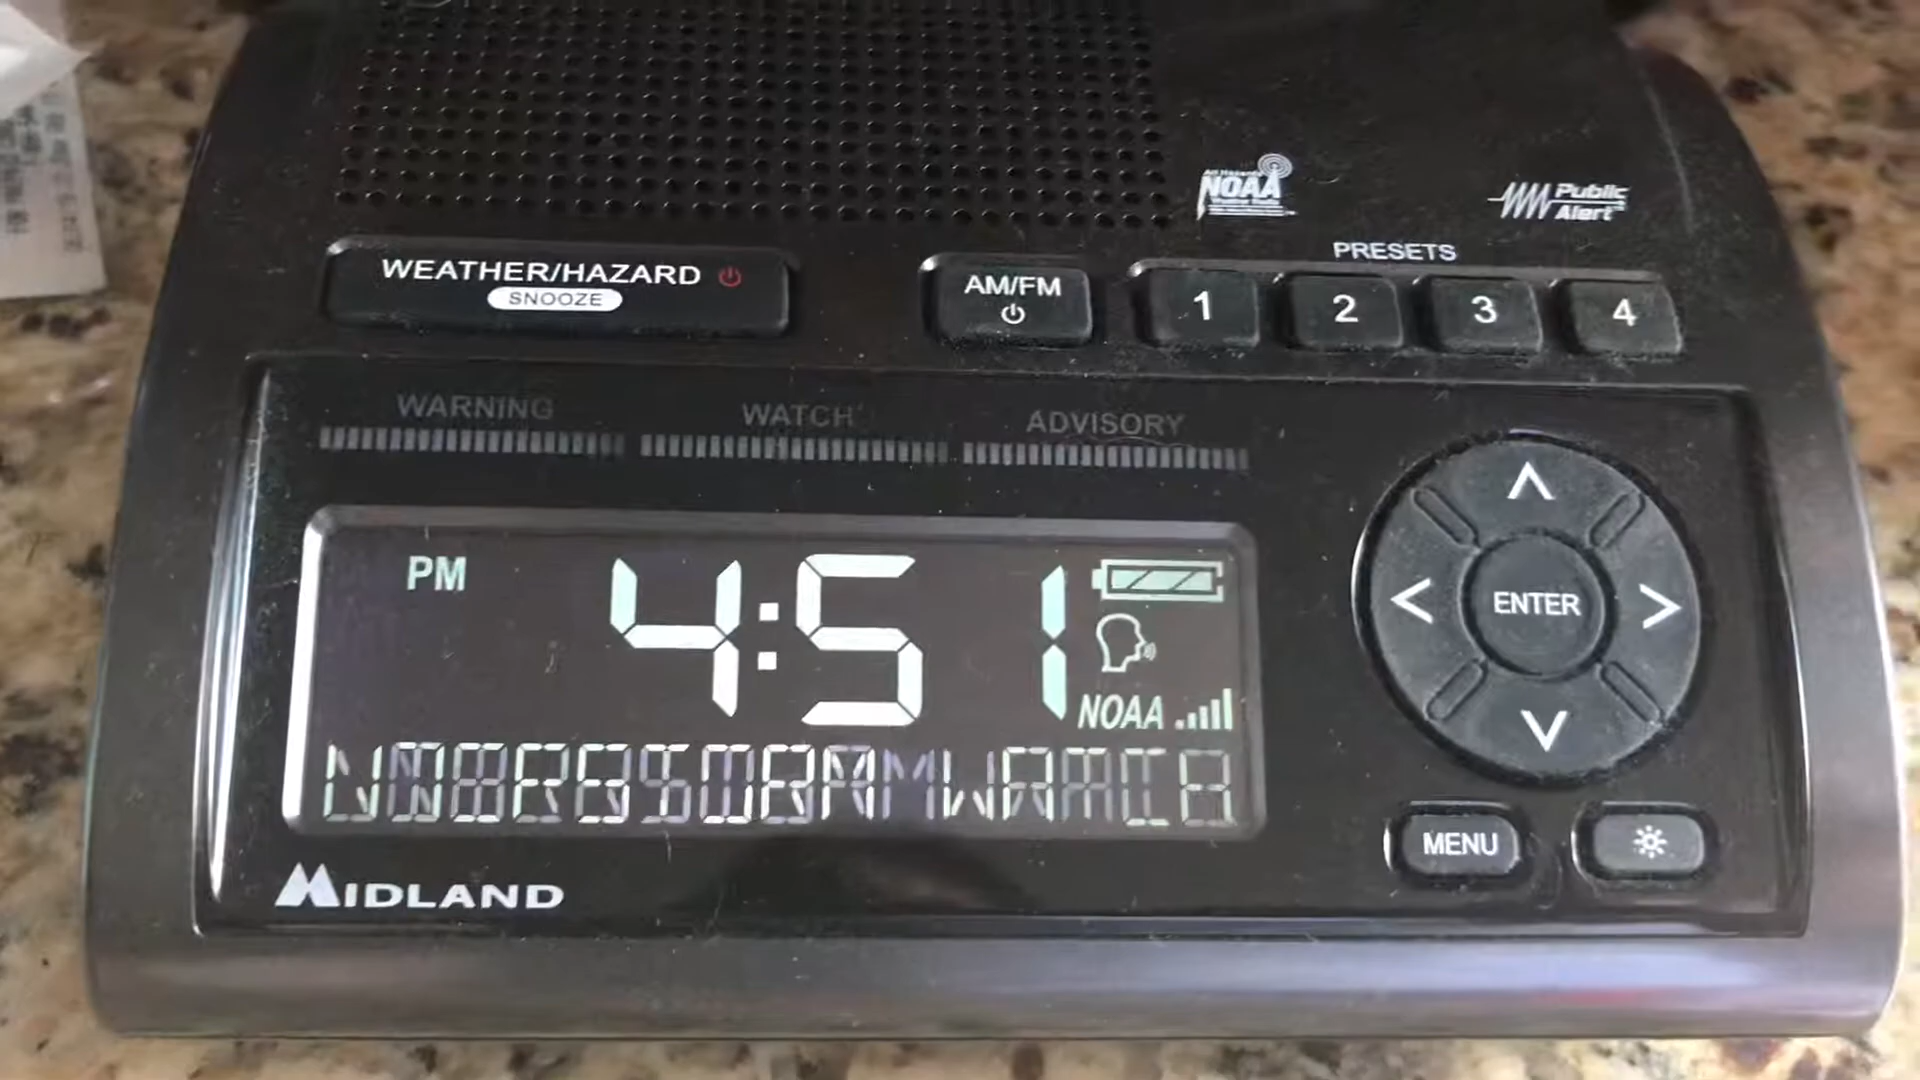 NOAA
Public
Alert
PRESETS
WEATHER/HAZARD
SNOOZE
AM/FM
1 2 3 4
WARNING WATCH ADVISORY
PM 4:51
NOAA
ENTER
MENU
MIDLAND